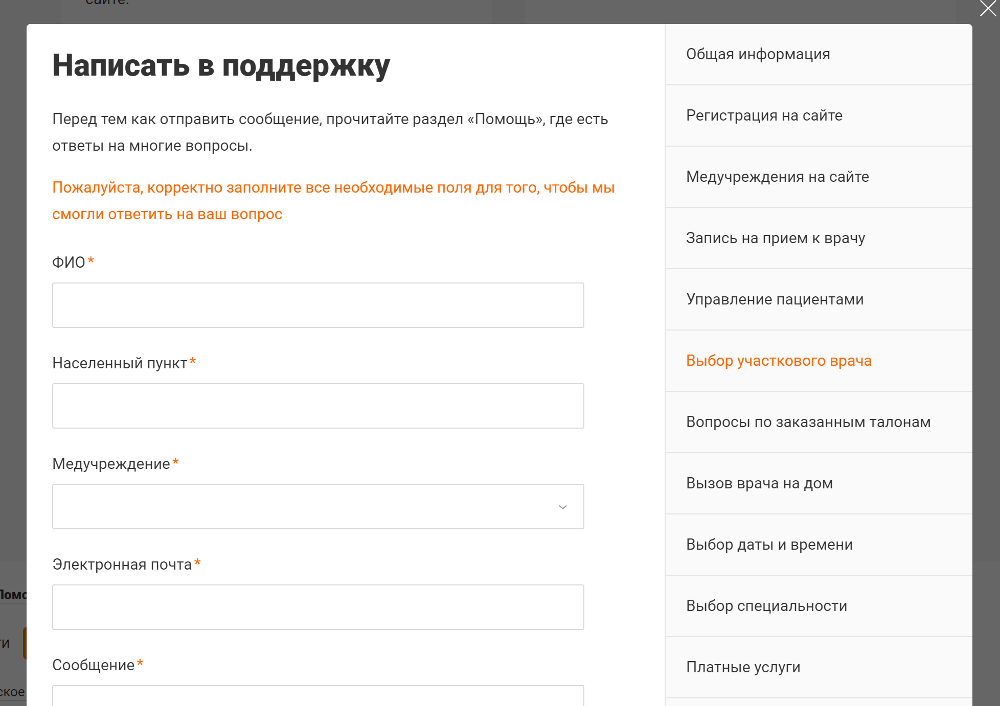 сайте.
Написать в поддержку
Перед тем как отправить сообщение, прочитайте раздел «Помощь», где есть
ответы на многие вопросы.
Пожалуйста, корректно заполните все необходимые поля для того, чтобы мы
смогли ответить на ваш вопрос
ФИО*
Населенный пункт*
Медучреждение*
Электронная почта*
Сообщение*
Общая информация
Регистрация на сайте
Медучреждения на сайте
Запись на прием к врачу
Управление пациентами
Выбор участкового врача
Вопросы по заказанным талонам
Вызов врача на дом
Выбор даты и времени
Выбор специальности
Платные услуги